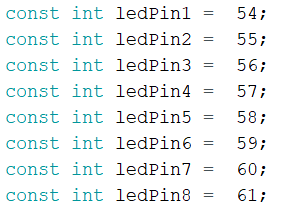 const int ledPin1 =  54;
const int ledPin2 =  55;
const int ledPin3 =  56;
const int ledPin4 =  57;
const int ledPin5 =  58;
const int ledPin6 =  59;
const int ledPin7 =  60;
const int ledPin8 =  61;